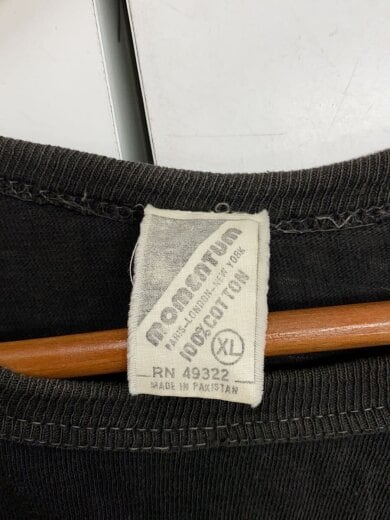 MOMENTUM
PARIS-LONDON-NEW YORK
100% COTTON
XL
RN 49322
MADE IN PAKISTAN